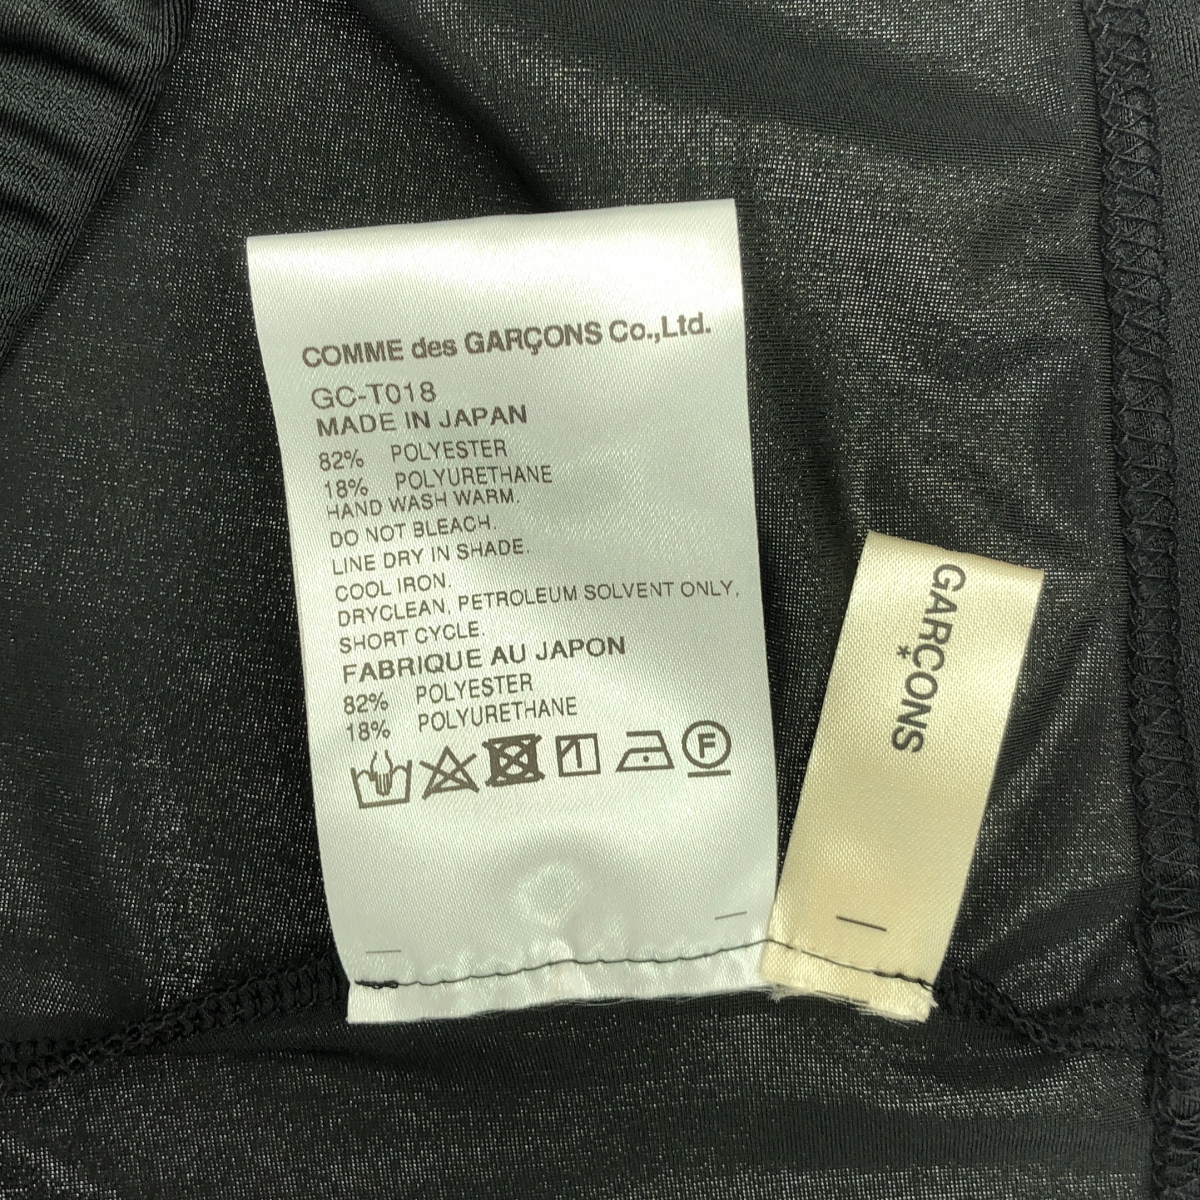 COMME des GARÇONS Co.,Ltd.
GC-T018
MADE IN JAPAN
82% POLYESTER
18% POLYURETHANE
HAND WASH WARM.
DO NOT BLEACH.
LINE DRY IN SHADE.
COOL IRON.
DRYCLEAN, PETROLEUM SOLVENT ONLY,
SHORT CYCLE.
FABRIQUE AU JAPON
82% POLYESTER
18% POLYURETHANE
F
GARÇONS
*